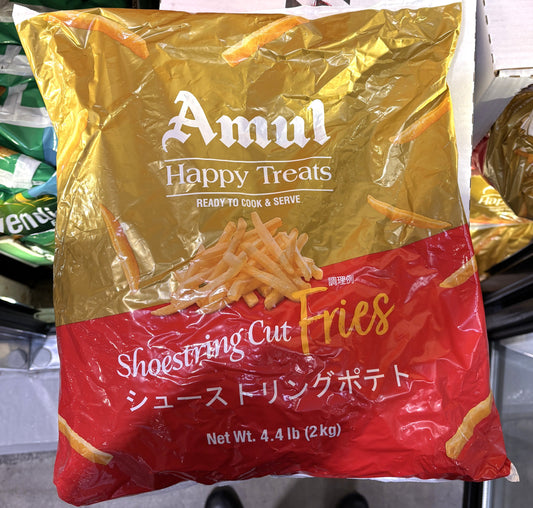 Amul
Happy Treats
READY TO COOK & SERVE
調理例
Shoestring Cut Fries
シューストリングポテト
Net Wt. 4.4 lb (2kg)
vendi